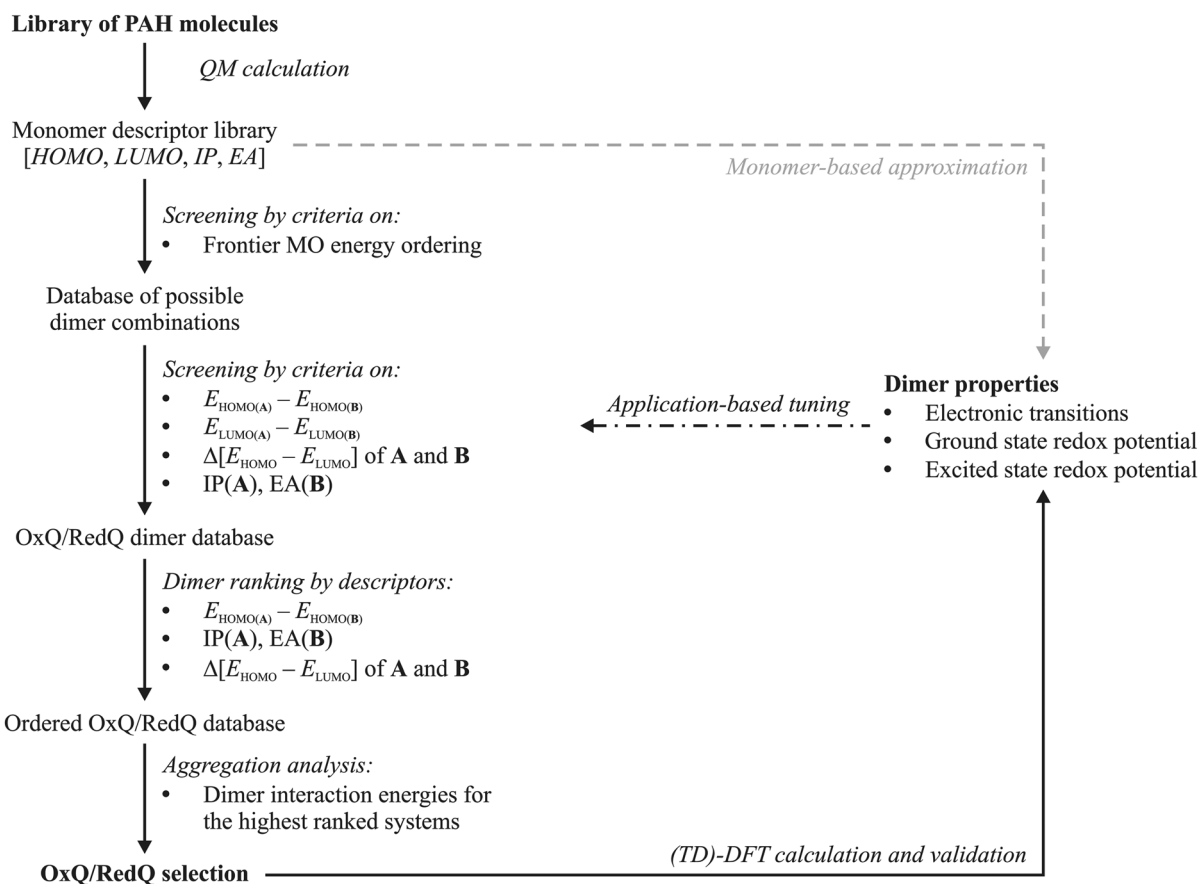 Library of PAH molecules
QM calculation
Monomer descriptor library
[HOMO, LUMO, IP, EA]
Monomer-based approximation
Screening by criteria on:
• Frontier MO energy ordering
Database of possible
dimer combinations
Screening by criteria on:
• E_HOMO(A) – E_HOMO(B)
• E_LUMO(A) – E_LUMO(B)
• Δ[E_HOMO – E_LUMO] of A and B
• IP(A), EA(B)
Application-based tuning
Dimer properties
• Electronic transitions
• Ground state redox potential
• Excited state redox potential
OxQ/RedQ dimer database
Dimer ranking by descriptors:
• E_HOMO(A) – E_HOMO(B)
• IP(A), EA(B)
• Δ[E_HOMO – E_LUMO] of A and B
Ordered OxQ/RedQ database
Aggregation analysis:
• Dimer interaction energies for
the highest ranked systems
OxQ/RedQ selection
(TD)-DFT calculation and validation